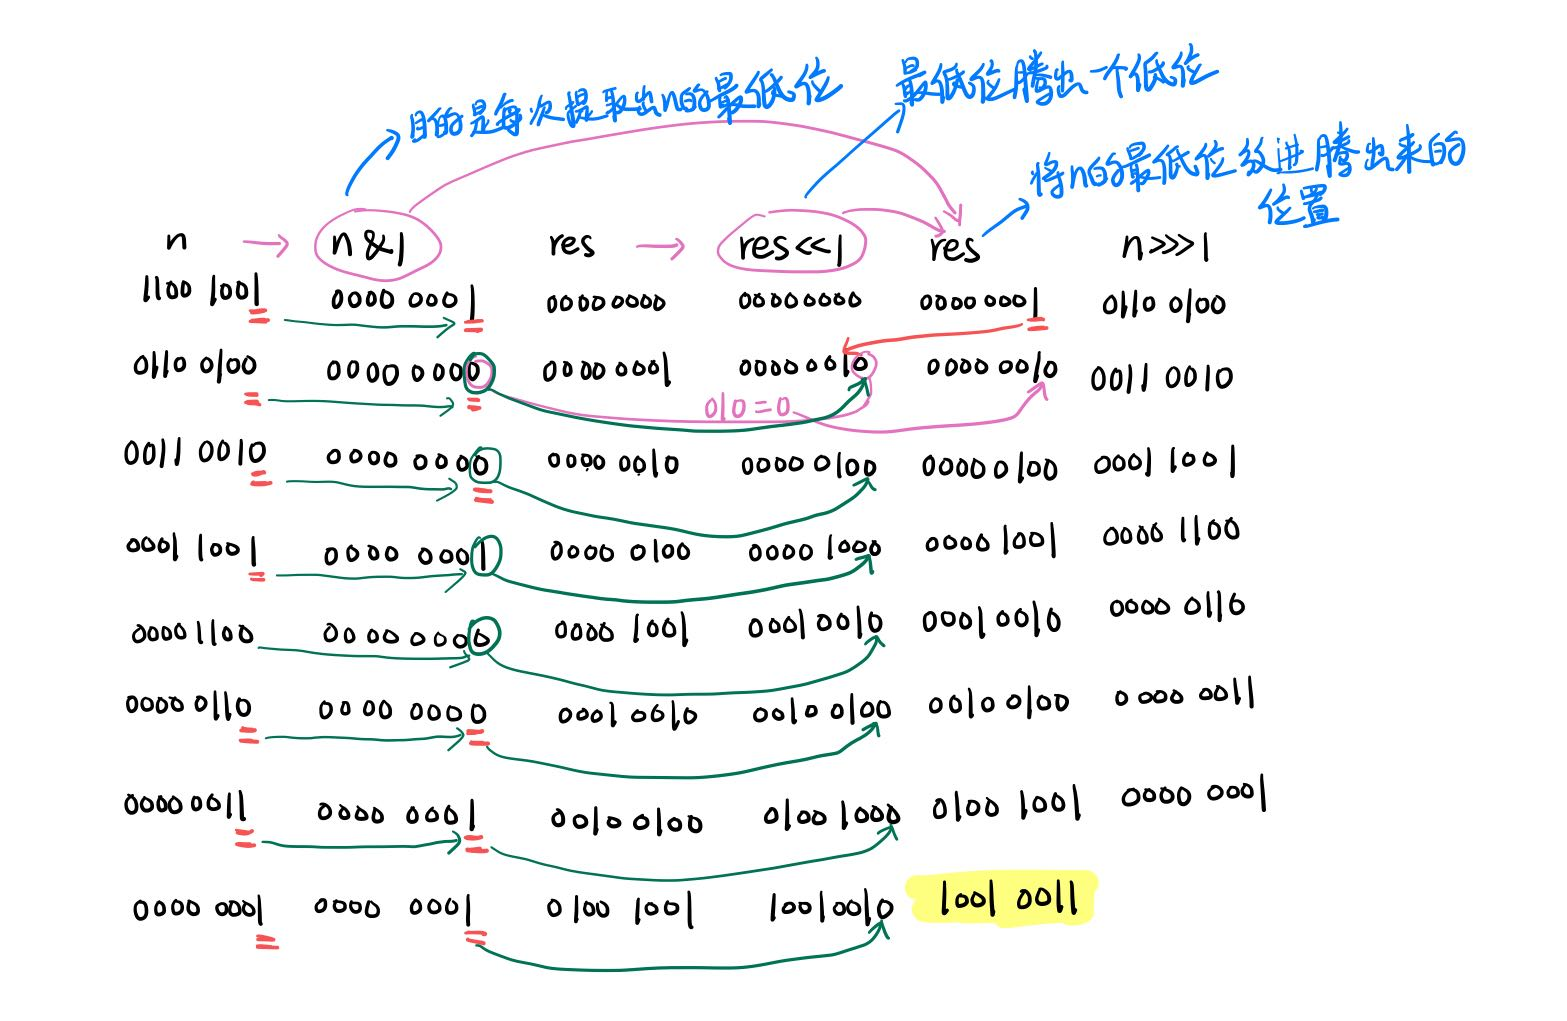 目的是每次提取出n的最低位
最低位腾出一个低位
将n的最低位放进腾出来的
位置
n → n&1 res → res<<1 res n>>>1
1100 1001 0000 0001 00000000 00000000 0000 0001 0110 0100
0110 0100 0000 0000 0000 0001 0000 0010 0000 0010 0011 0010
0|0=0
0011 0010 0000 0000 0000 0010 0000 0100 0000 0100 0001 1001
0001 1001 0000 0001 0000 0100 0000 1000 0000 1001 0000 1100
0000 1100 0000 0000 0000 1001 0001 0010 0001 0010 0000 0110
0000 0110 0000 0000 0001 0010 0010 0100 0010 0100 0000 0011
0000 0011 0000 0001 0010 0100 0100 1000 0100 1001 0000 0001
0000 0001 0000 0001 0100 1001 10010010 1001 0011